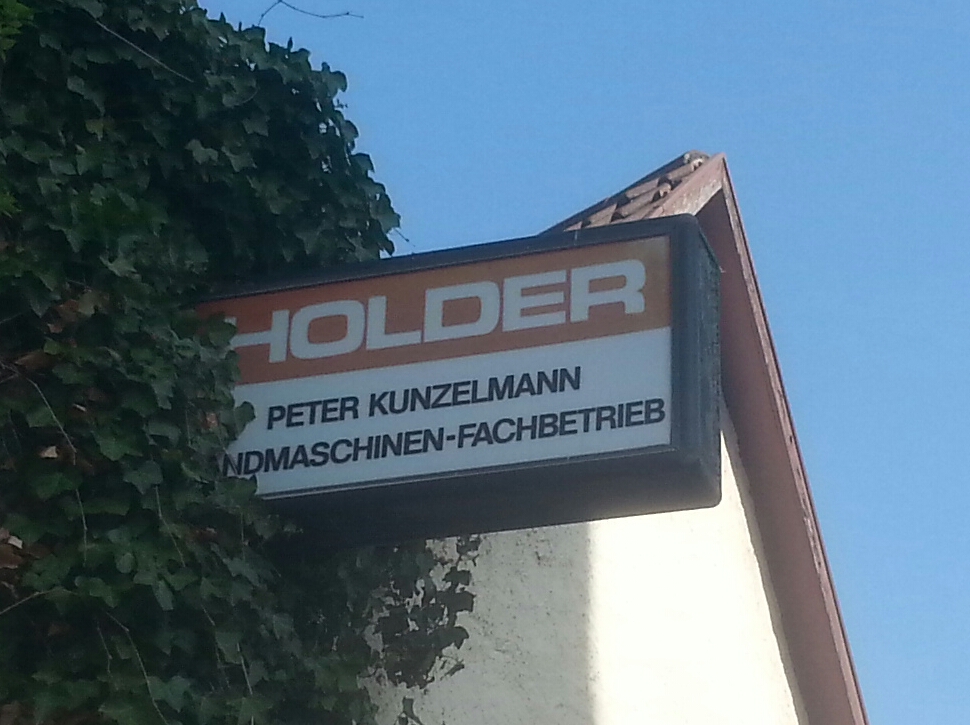 HOLDER
PETER KUNZELMANN
NDMASCHINEN-FACHBETRIEB